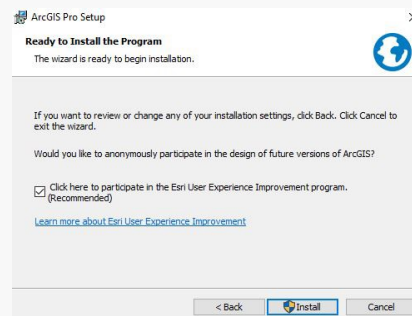 ArcGIS Pro Setup
Ready to Install the Program
The wizard is ready to begin installation.
If you want to review or change any of your installation settings, click Back. Click Cancel to
exit the wizard.
Would you like to anonymously participate in the design of future versions of ArcGIS?
Click here to participate in the Esri User Experience Improvement program.
(Recommended)
Learn more about Esri User Experience Improvement
< Back
Install
Cancel